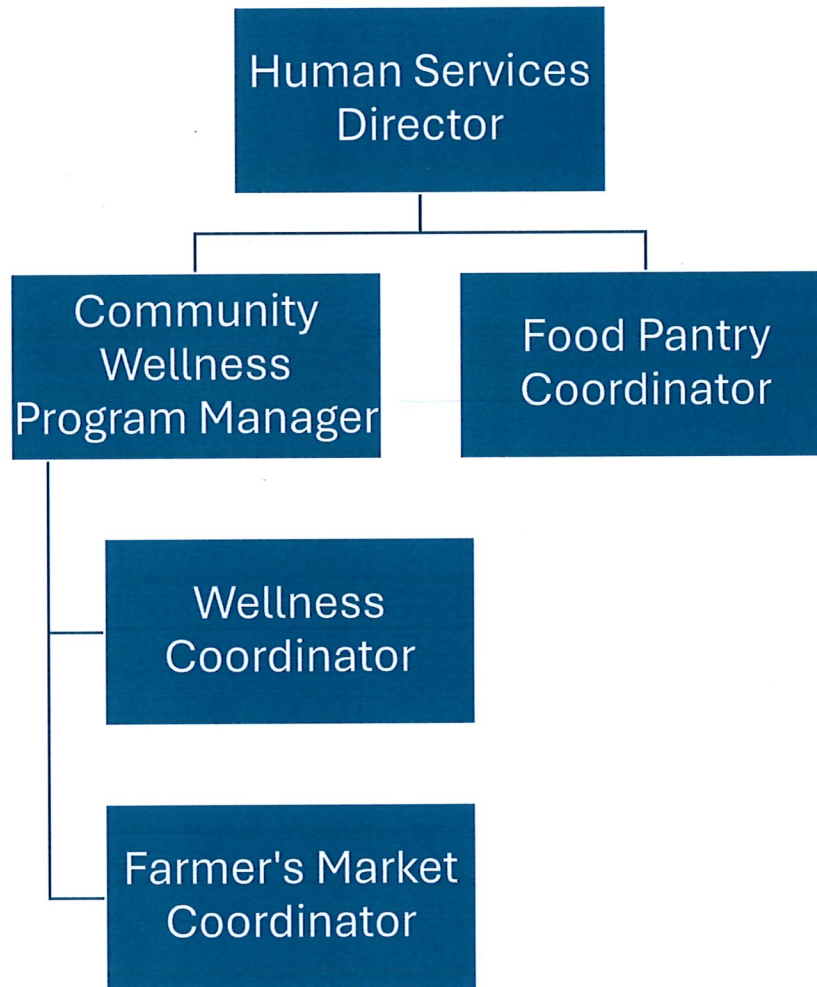 Human Services
Director
Community
Wellness
Program Manager
Food Pantry
Coordinator
Wellness
Coordinator
Farmer's Market
Coordinator